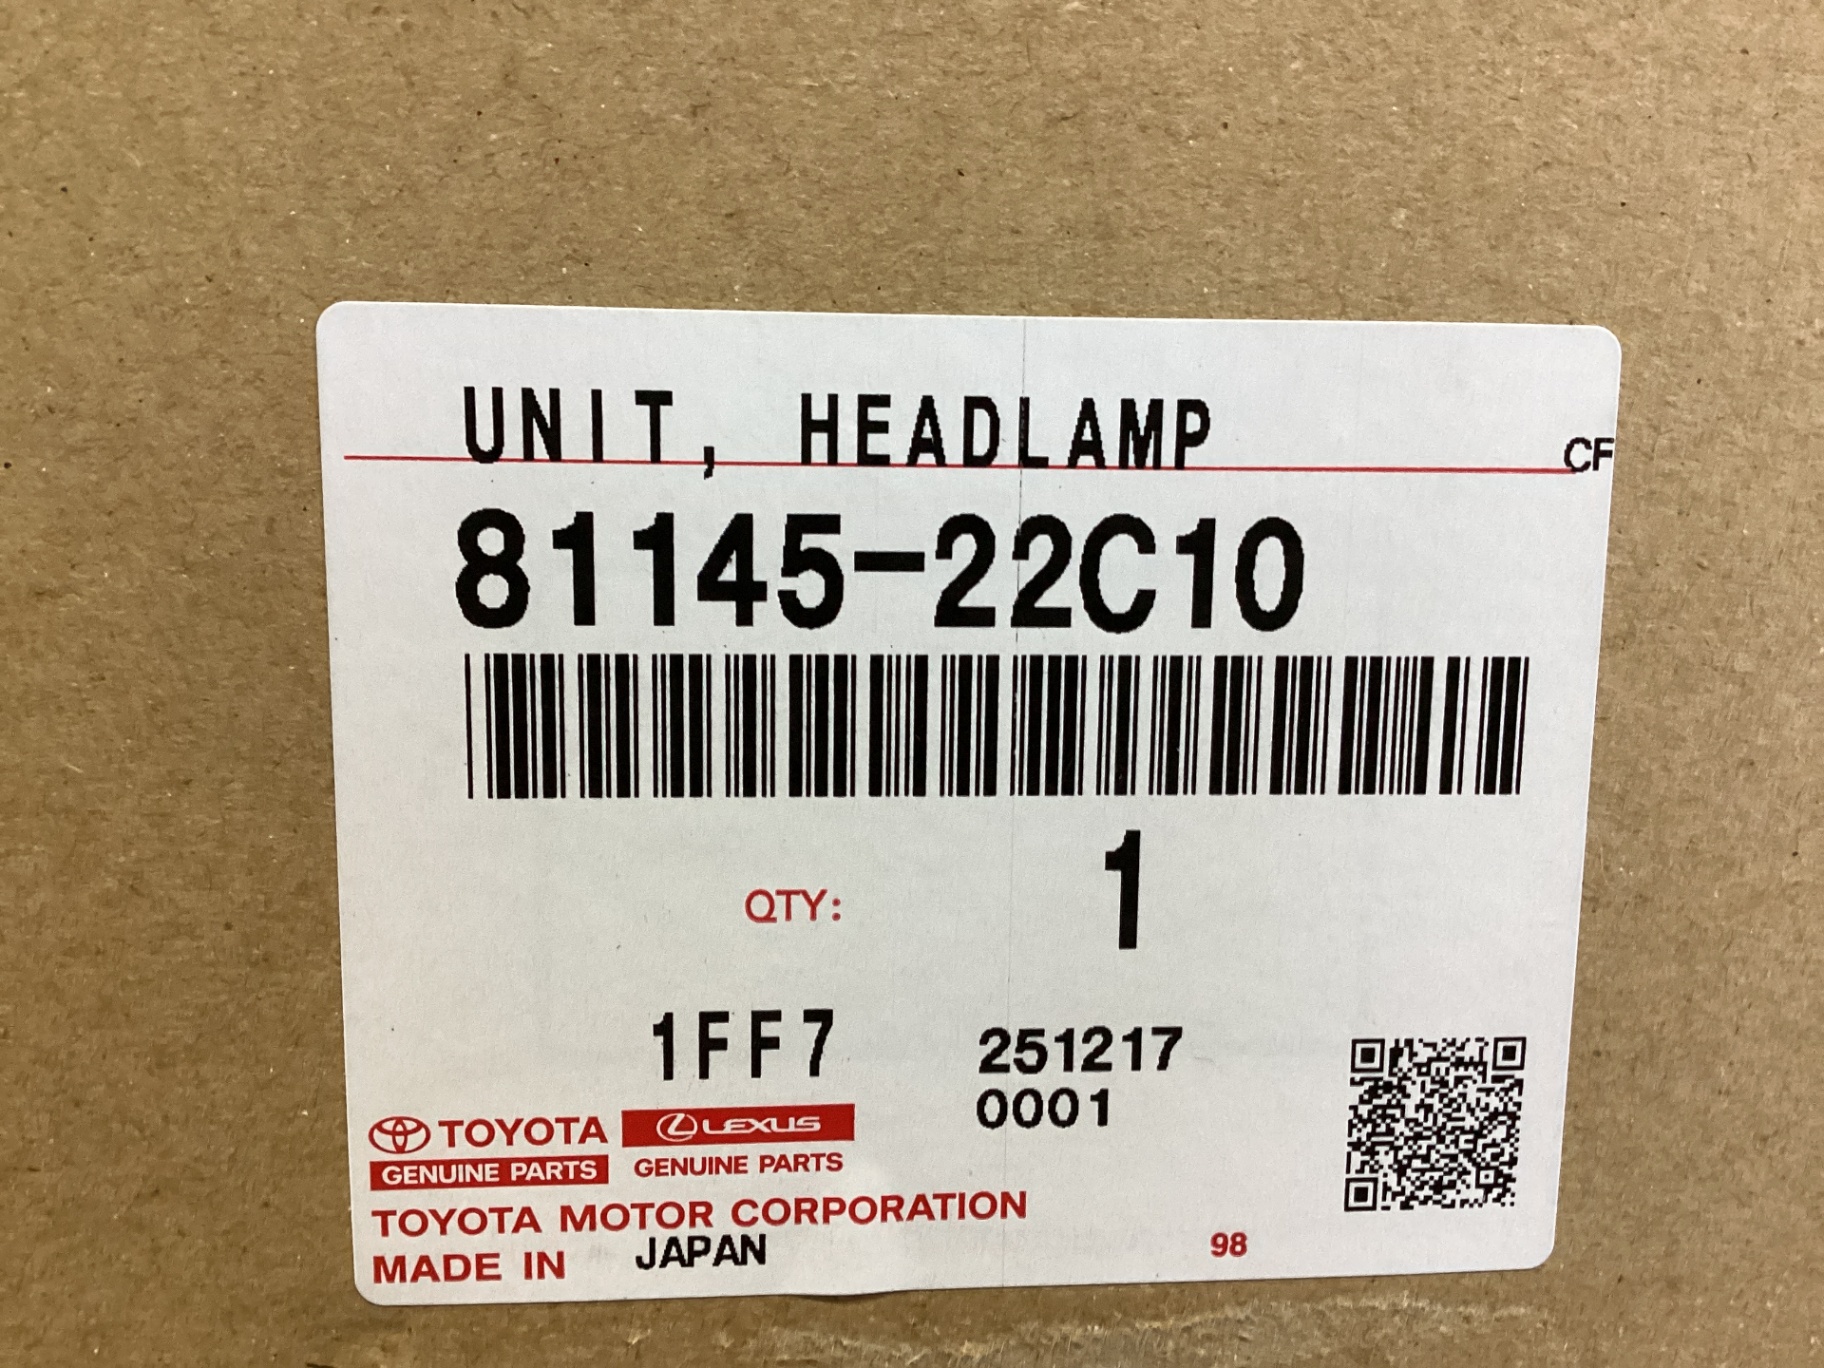 UNIT, HEADLAMP
CF
81145-22C10
QTY: 1
1FF7 251217
0001
TOYOTA LEXUS
GENUINE PARTS GENUINE PARTS
TOYOTA MOTOR CORPORATION
MADE IN JAPAN
98